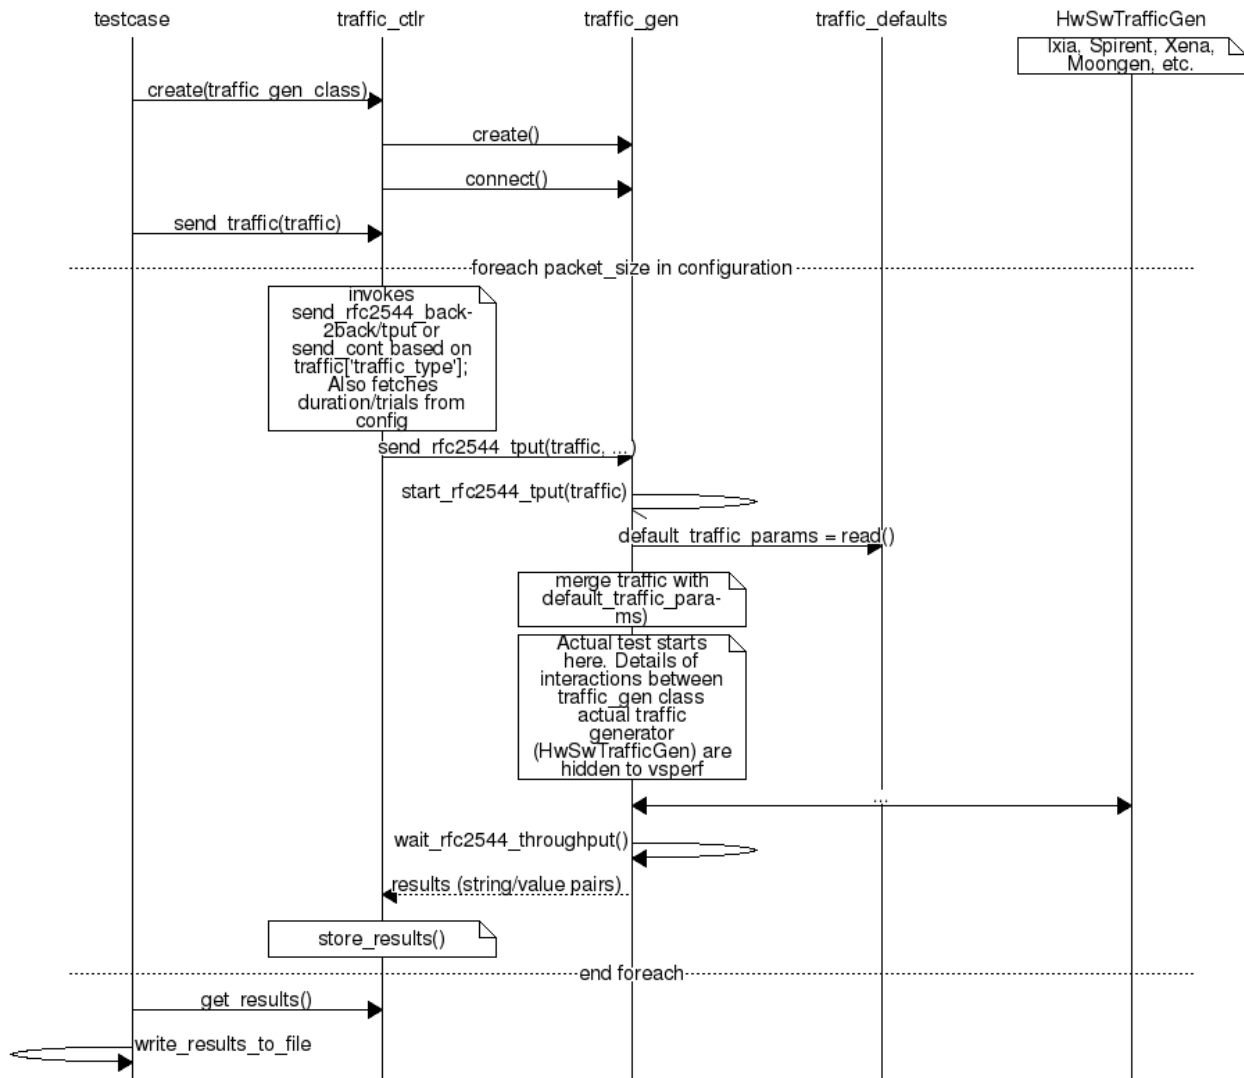 testcase
traffic_ctlr
traffic_gen
traffic_defaults
HwSwTrafficGen
Ixia, Spirent, Xena,
Moongen, etc.
create(traffic_gen_class)
create()
connect()
send_traffic(traffic)
foreach packet_size in configuration
invokes
send_rfc2544_back-
2back/tput or
send_cont based on
traffic['traffic_type'];
Also fetches
duration/trials from
config
send_rfc2544_tput(traffic, ...)
start_rfc2544_tput(traffic)
default_traffic_params = read()
merge traffic with
default_traffic_para-
ms)
Actual test starts
here. Details of
interactions between
traffic_gen class
actual traffic
generator
(HwSwTrafficGen) are
hidden to vsperf
...
wait_rfc2544_throughput()
results (string/value pairs)
store_results()
end foreach
get_results()
write_results_to_file